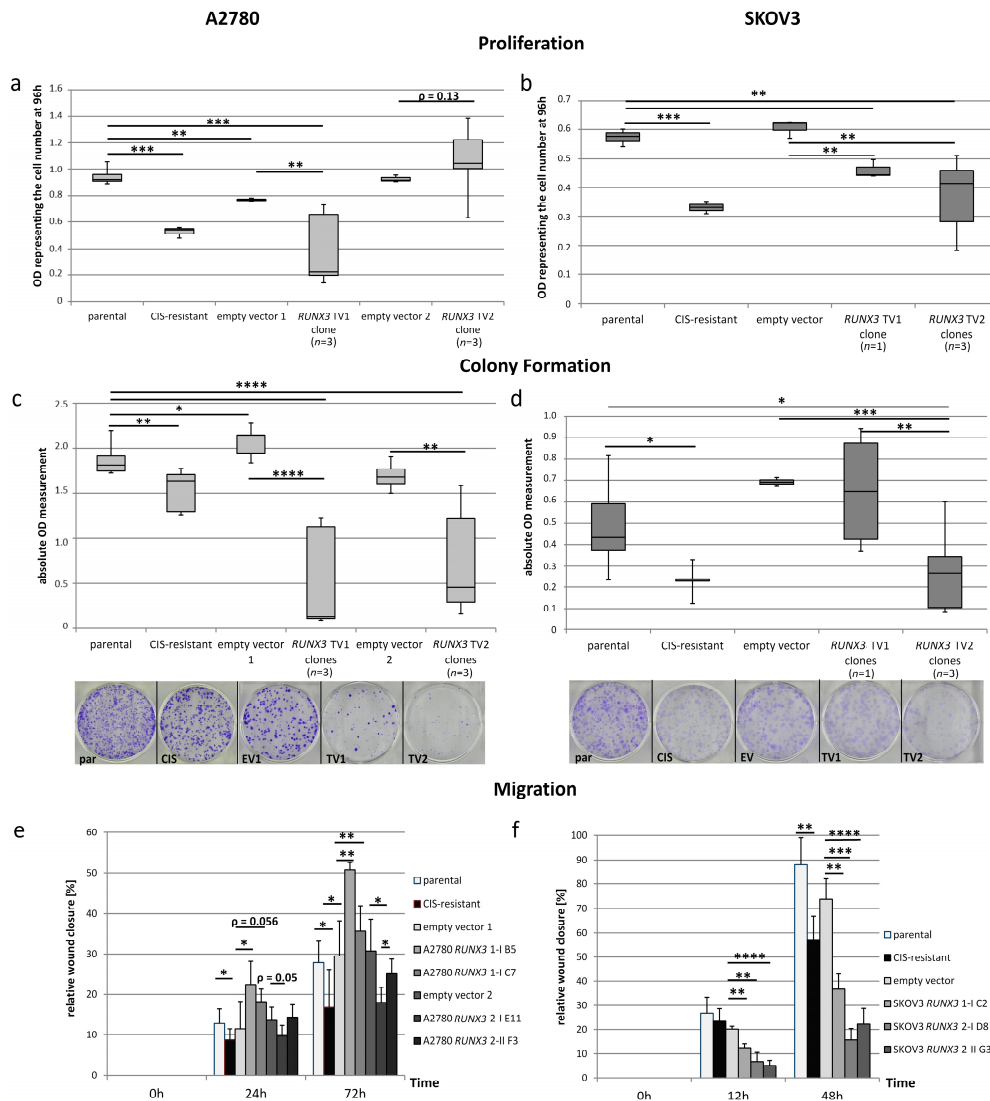 A2780 SKOV3
Proliferation
a
OD representing the cell number at 96h
1.6
1.4
1.2
1.0
0.8
0.6
0.4
0.2
0
***
**
***
**
ρ = 0.13
parental CIS-resistant empty vector 1 RUNX3 TV1 empty vector 2 RUNX3 TV2
clone clone
(n=3) (n=3)
b
OD representing the cell number at 96h
0.7
0.6
0.5
0.4
0.3
0.2
0.1
0
**
***
**
**
parental CIS-resistant empty vector RUNX3 TV1 RUNX3 TV2
clone clones
(n=1) (n=3)
Colony Formation
c
absolute OD measurement
2.5
2.0
1.5
1.0
0.5
0
****
*
**
****
**
parental CIS-resistant empty vector RUNX3 TV1 empty vector RUNX3 TV2
1 clones 2 clones
(n=3) (n=3)
par CIS EV1 TV1 TV2
d
absolute OD measurement
1.0
0.9
0.8
0.7
0.6
0.5
0.4
0.3
0.2
0.1
0
*
***
**
*
parental CIS-resistant empty vector RUNX3 TV1 RUNX3 TV2
clones clones
(n=1) (n=3)
par CIS EV TV1 TV2
Migration
e
relative wound closure [%]
60
50
40
30
20
10
0
*
*
ρ = 0.056
ρ = 0.05
*
*
**
**
*
*
0h 24h 72h Time
parental
CIS-resistant
empty vector 1
A2780 RUNX3 1-I B5
A2780 RUNX3 1-I C7
empty vector 2
A2780 RUNX3 2 I E11
A2780 RUNX3 2-II F3
f
relative wound closure [%]
100
90
80
70
60
50
40
30
20
10
0
****
**
**
**
****
***
**
0h 12h 48h Time
parental
CIS-resistant
empty vector
SKOV3 RUNX3 1-I C2
SKOV3 RUNX3 2-I D8
SKOV3 RUNX3 2 II G3